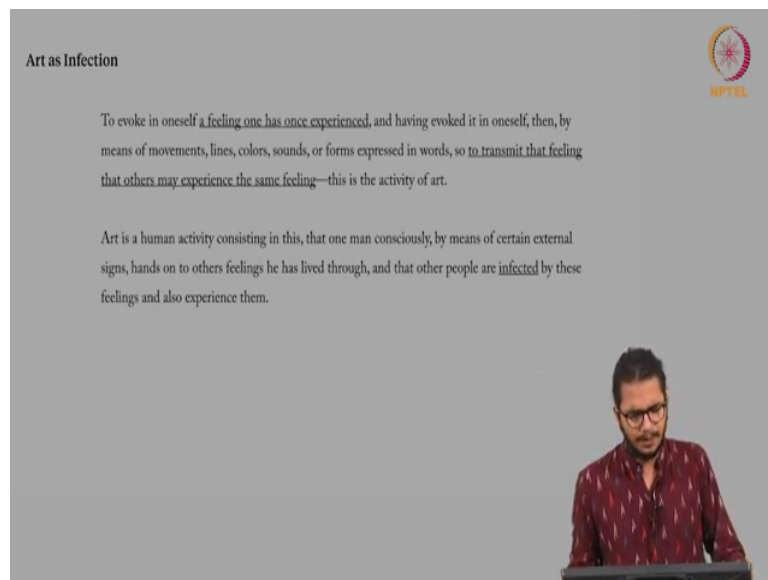 Art as Infection
NPTEL
To evoke in oneself a feeling one has once experienced, and having evoked it in oneself, then, by
means of movements, lines, colors, sounds, or forms expressed in words, so to transmit that feeling
that others may experience the same feeling—this is the activity of art.
Art is a human activity consisting in this, that one man consciously, by means of certain external
signs, hands on to others feelings he has lived through, and that other people are infected by these
feelings and also experience them.